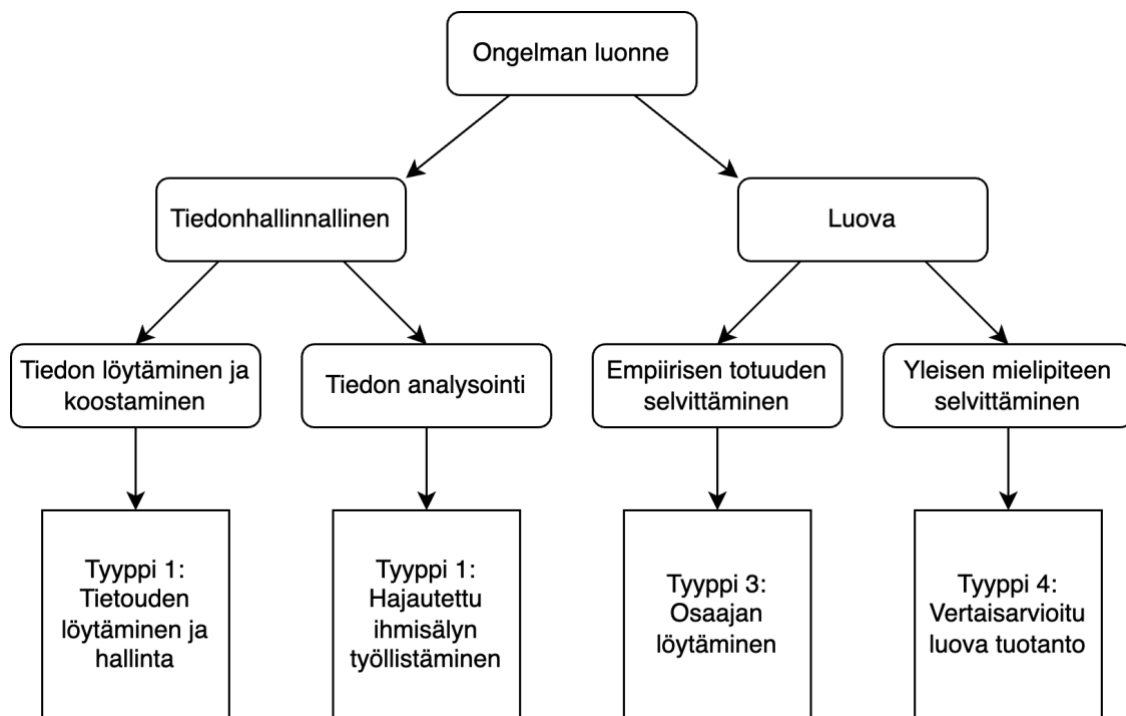 Ongelman luonne
Tiedonhallinnallinen
Luova
Tiedon löytäminen ja
koostaminen
Tiedon analysointi
Empiirisen totuuden
selvittäminen
Yleisen mielipiteen
selvittäminen
Tyyppi 1:
Tietouden
löytäminen ja
hallinta
Tyyppi 1:
Hajautettu
ihmisälyn
työllistäminen
Tyyppi 3:
Osaajan
löytäminen
Tyyppi 4:
Vertaisarvioitu
luova tuotanto